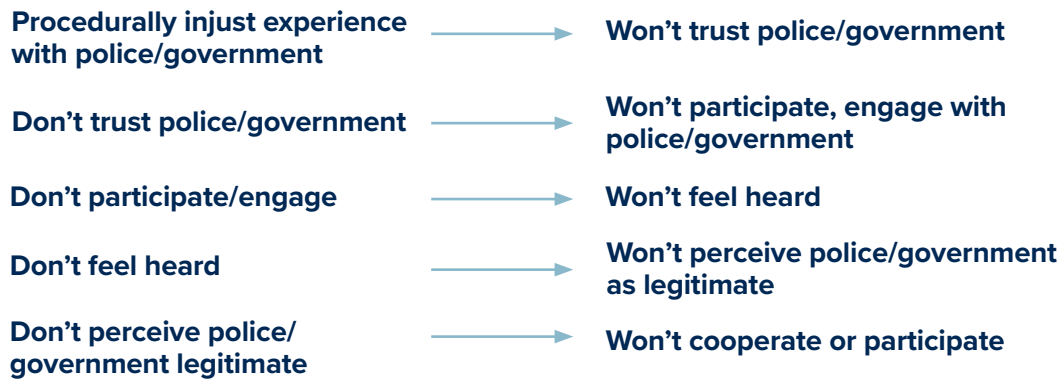 Procedurally injust experience
with police/government
Won’t trust police/government
Don’t trust police/government
Won’t participate, engage with
police/government
Don’t participate/engage
Won’t feel heard
Don’t feel heard
Won’t perceive police/government
as legitimate
Don’t perceive police/
government legitimate
Won’t cooperate or participate